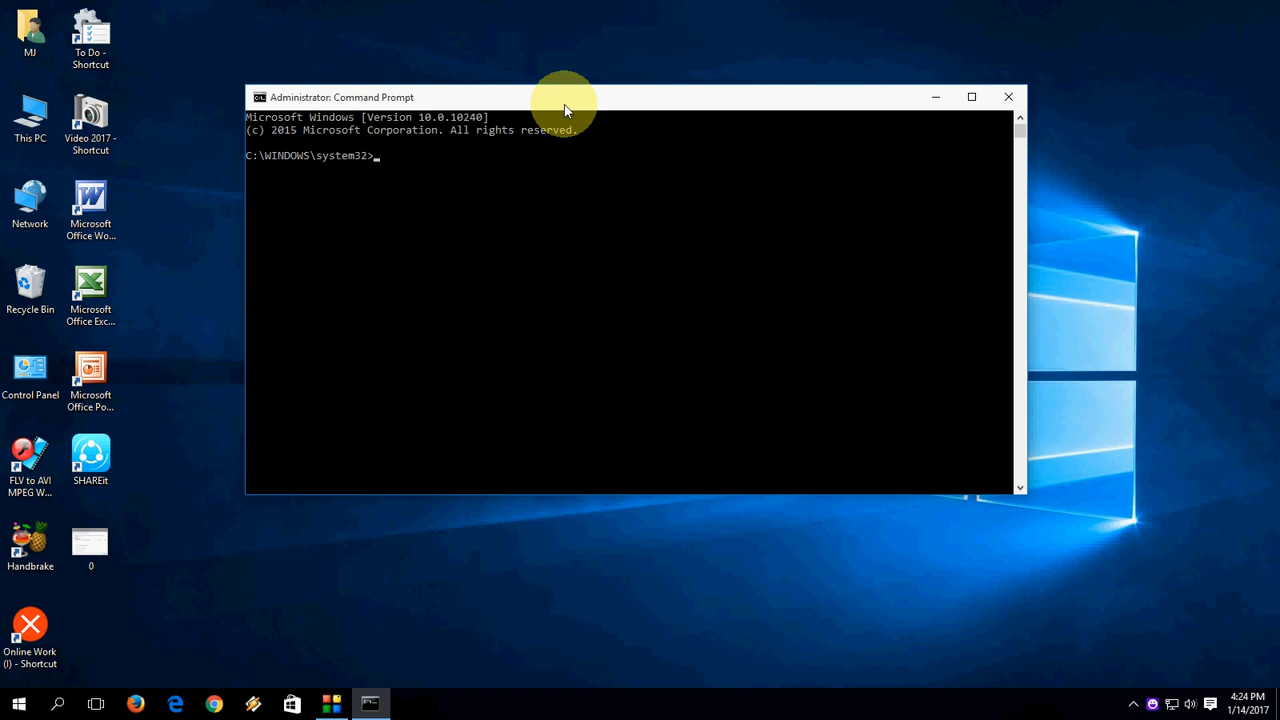 MJ
To Do -
Shortcut
This PC
Video 2017 -
Shortcut
Network
Microsoft
Office Wo...
Recycle Bin
Microsoft
Office Exc...
Control Panel
Microsoft
Office Po...
FLV to AVI
MPEG W...
SHAREit
Handbrake
0
Online Work
(I) - Shortcut
Administrator: Command Prompt
Microsoft Windows [Version 10.0.10240]
(c) 2015 Microsoft Corporation. All rights reserved.
C:\WINDOWS\system32>
4:24 PM
1/14/2017